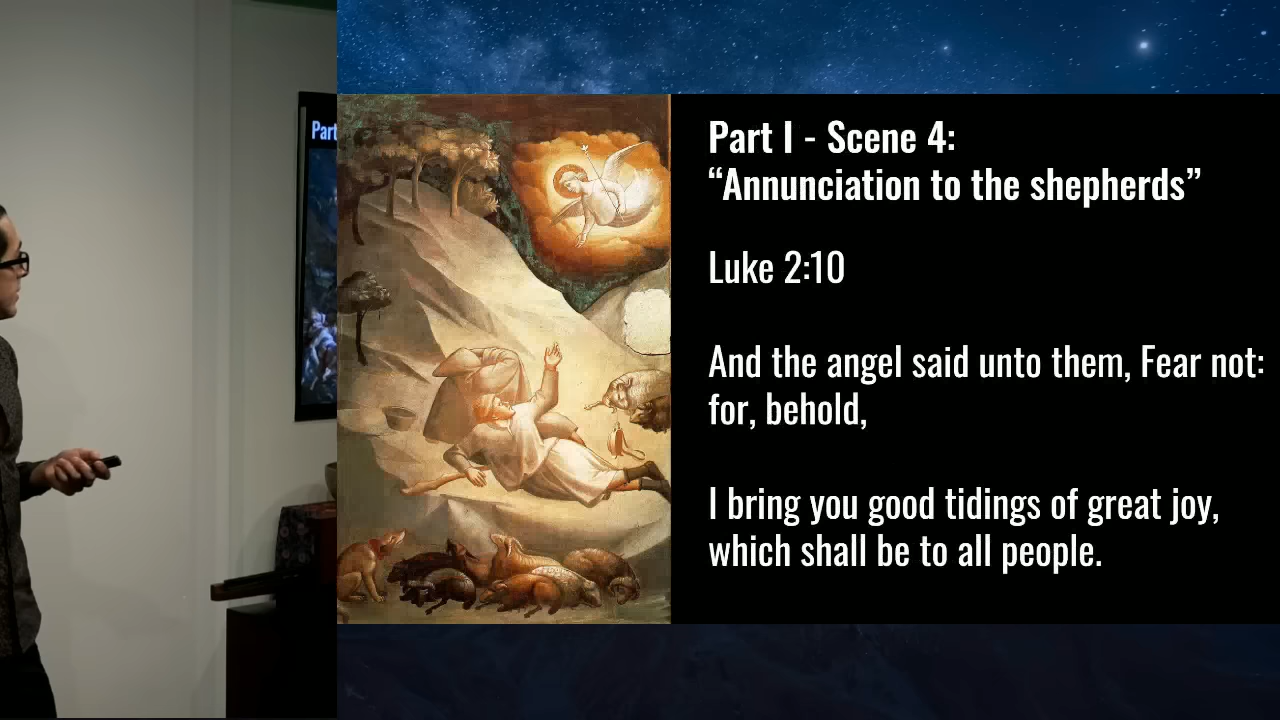 Part
Part I - Scene 4:
“Annunciation to the shepherds”
Luke 2:10
And the angel said unto them, Fear not:
for, behold,
I bring you good tidings of great joy,
which shall be to all people.